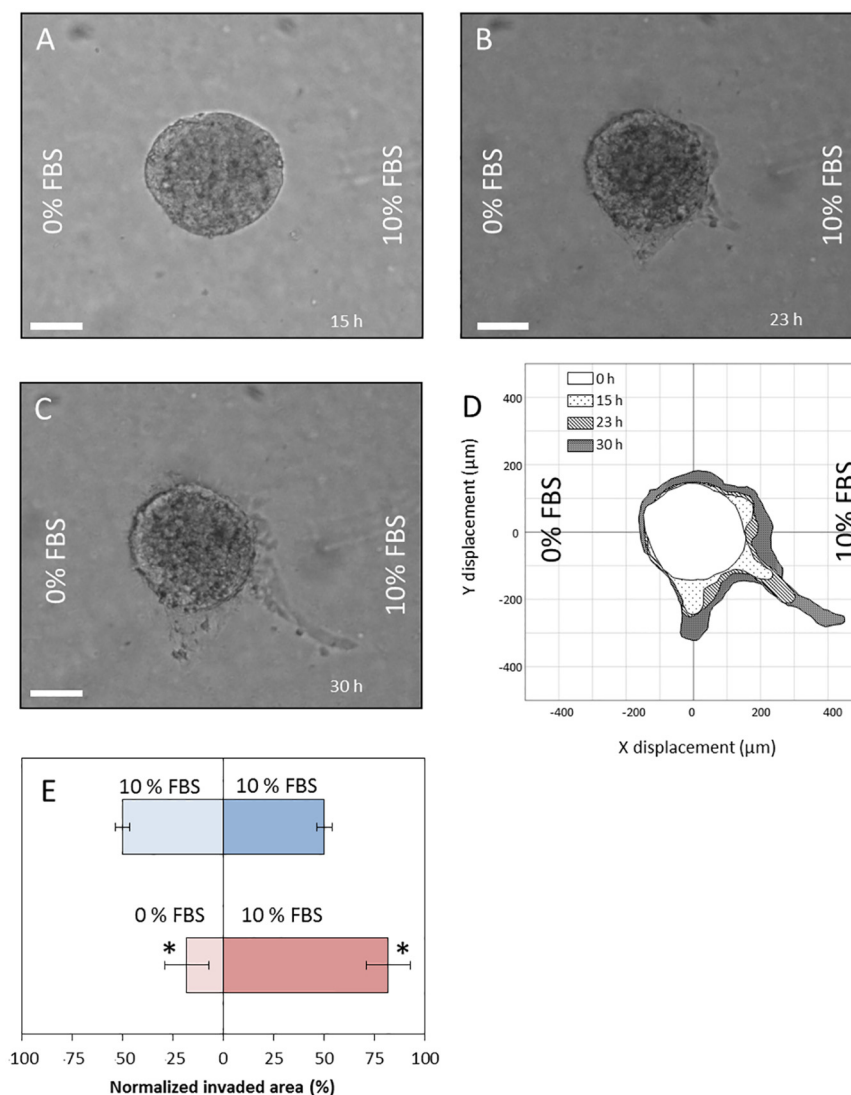 A
0% FBS
10% FBS
15 h
B
0% FBS
10% FBS
23 h
C
0% FBS
10% FBS
30 h
D
0 h
15 h
23 h
30 h
Y displacement (µm)
400
200
0
-200
-400
0% FBS
10% FBS
-400 -200 0 200 400
X displacement (µm)
E
10 % FBS 10 % FBS
0 % FBS 10 % FBS
* *
-100 -75 -50 -25 0 25 50 75 100
Normalized invaded area (%)